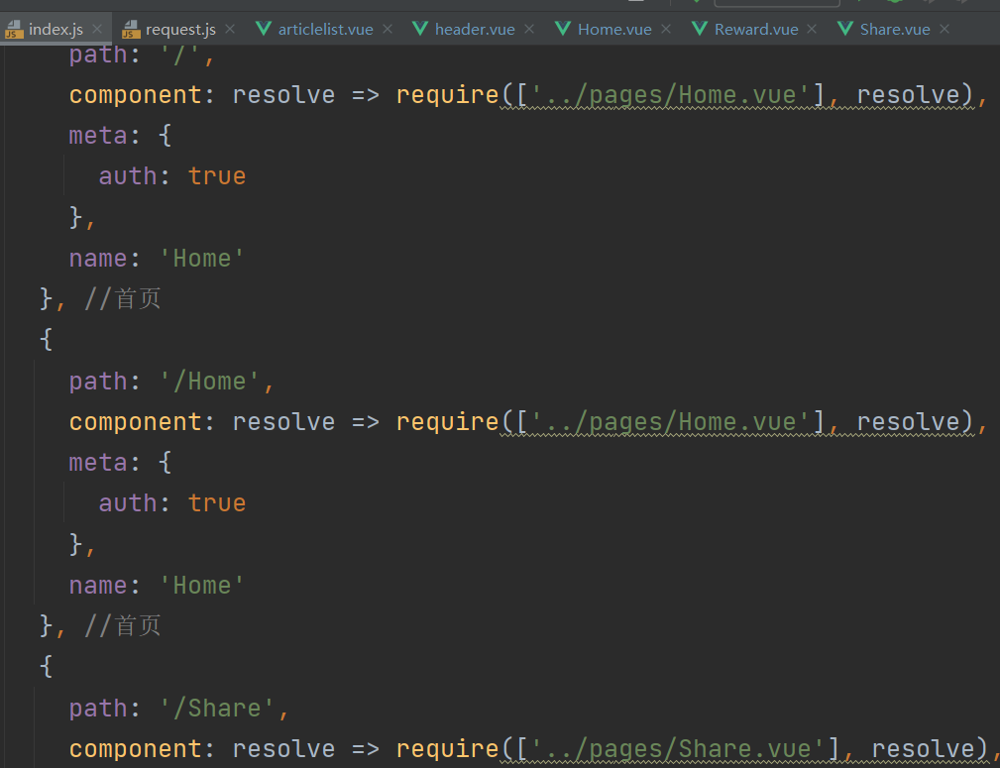 index.js request.js articlelist.vue header.vue Home.vue Reward.vue Share.vue
path: '/',
component: resolve => require(['../pages/Home.vue'], resolve),
meta: {
auth: true
},
name: 'Home'
}, //首页
{
path: '/Home',
component: resolve => require(['../pages/Home.vue'], resolve),
meta: {
auth: true
},
name: 'Home'
}, //首页
{
path: '/Share',
component: resolve => require(['../pages/Share.vue'], resolve),